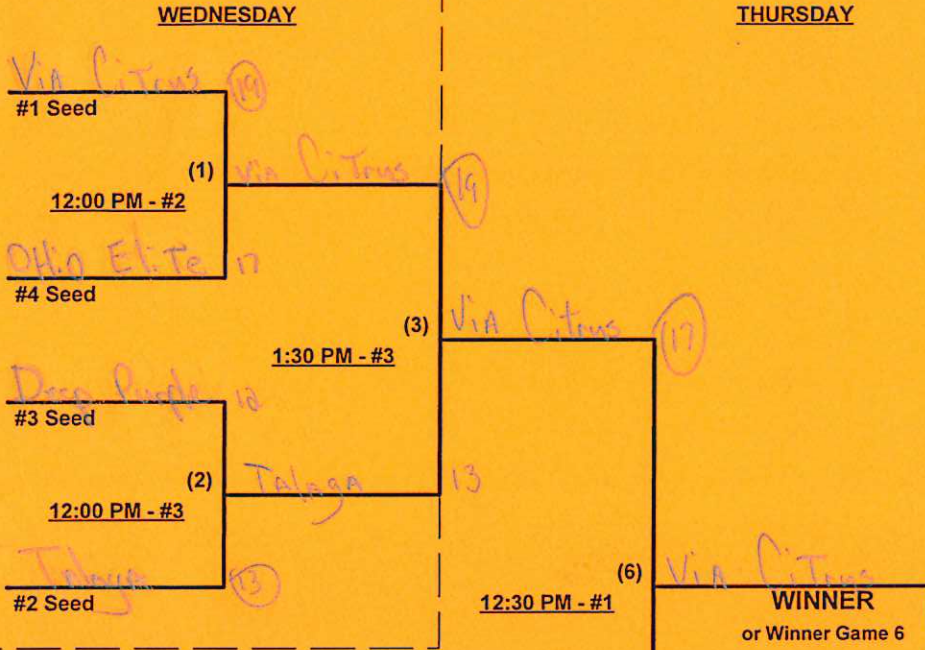 WEDNESDAY
THURSDAY
Via Citrus 19
#1 Seed
(1) Via Citrus 19
12:00 PM - #2
Ohio Elite 17
#4 Seed
(3) Via Citrus 17
1:30 PM - #3
Deep Purple 12
#3 Seed
(2) Talaga 13
12:00 PM - #3
Talaga 13
#2 Seed
(6) Via Citrus
12:30 PM - #1
WINNER
or Winner Game 6